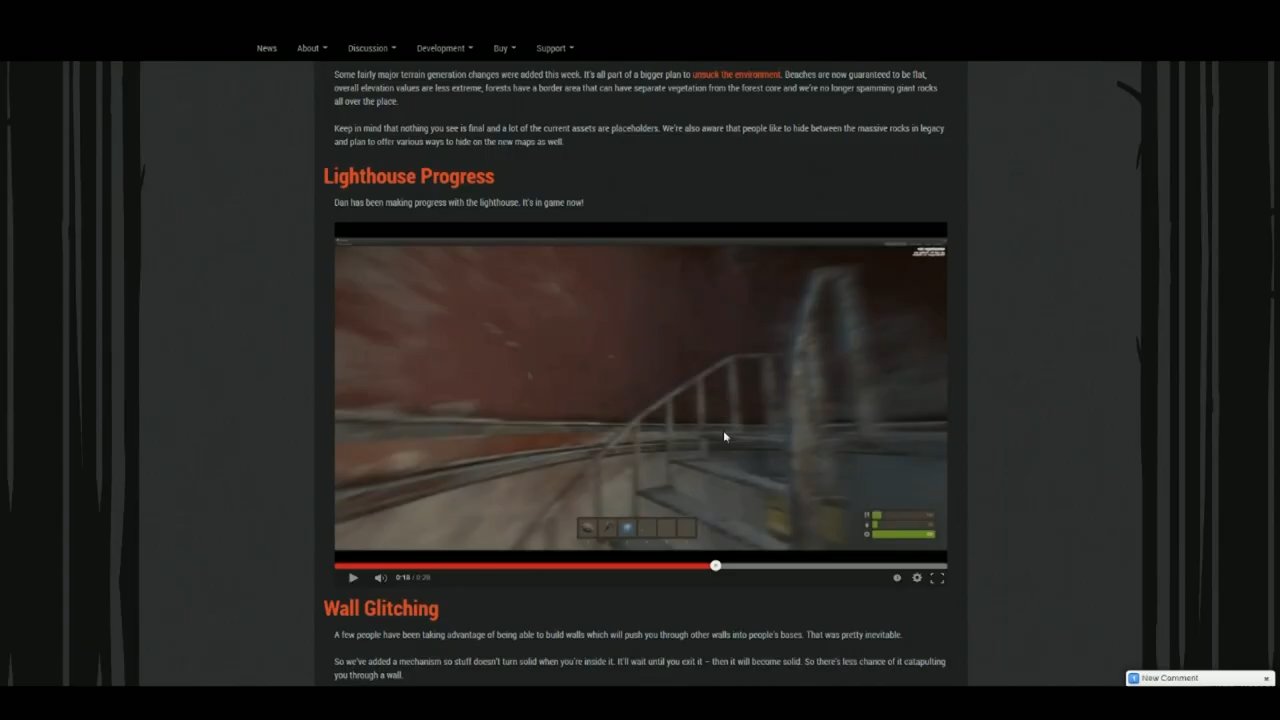 News About Discussion Development Buy Support
Some fairly major terrain generation changes were added this week. It's all part of a bigger plan to unsuck the environment. Beaches are now guaranteed to be flat,
overall elevation values are less extreme, forests have a border area that can have separate vegetation from the forest core and we're no longer spamming giant rocks
all over the place.
Keep in mind that nothing you see is final and a lot of the current assets are placeholders. We're also aware that people like to hide between the massive rocks in legacy
and plan to offer various ways to hide on the new maps as well.
Lighthouse Progress
Dan has been making progress with the lighthouse. It's in game now!
0:18 / 0:28
Wall Glitching
A few people have been taking advantage of being able to build walls which will push you through other walls into people's bases. That was pretty inevitable.
So we've added a mechanism so stuff doesn't turn solid when you're inside it. It'll wait until you exit it – then it will become solid. So there's less chance of it catapulting
you through a wall.
New Comment